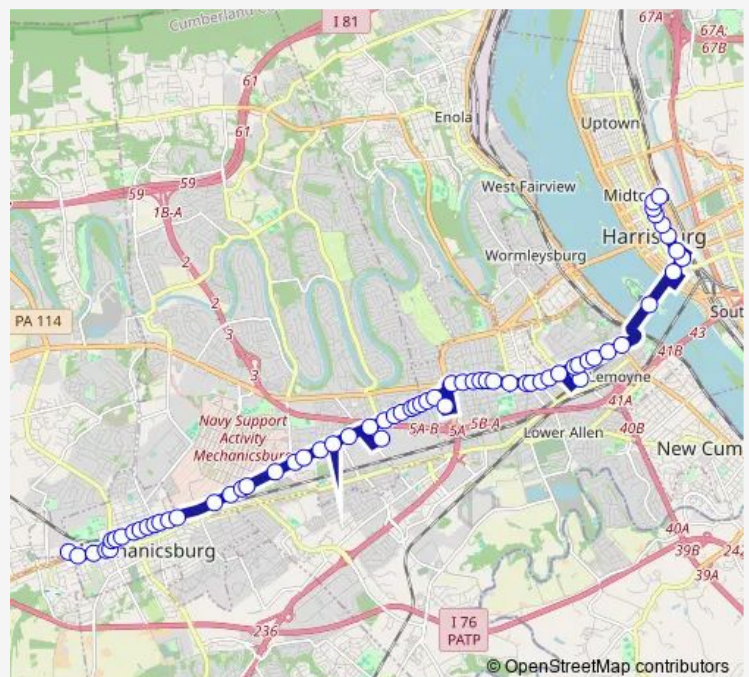 Cumberland Co
I 81
67A
67A;
67B
61
Enola
Uptown
61
59
59
1B-A
West Fairview
Midto
Harrisburg
2
Wormleysburg
2
PA 114
3
Sout
43
41B
3
Lemoyne
Navy Support
Activity
Mechanicsburg
5A-B
5B-A
5A
41A
40B
Lower Allen
New Cum
40A
39B
24
39A
hanicsburg
236
I 76
PATP
© OpenStreetMap contributors